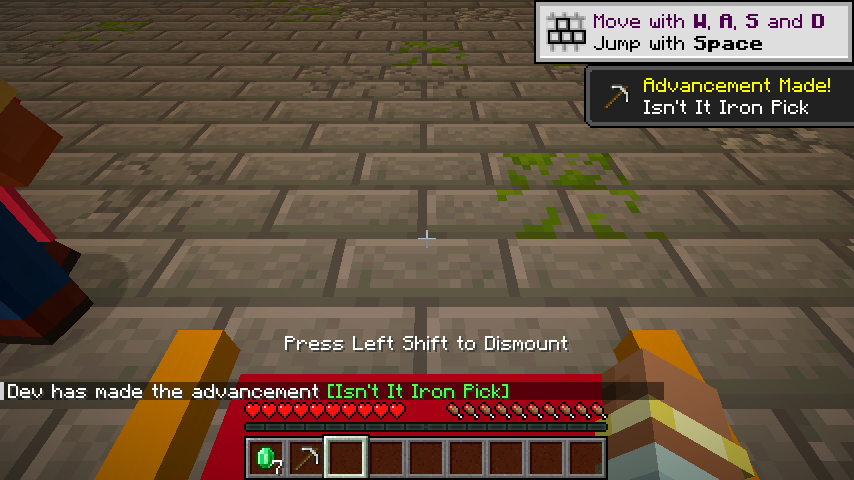 Move with W, A, S and D
Jump with Space
Advancement Made!
Isn't It Iron Pick
Press Left Shift to Dismount
Dev has made the advancement [Isn't It Iron Pick]
7